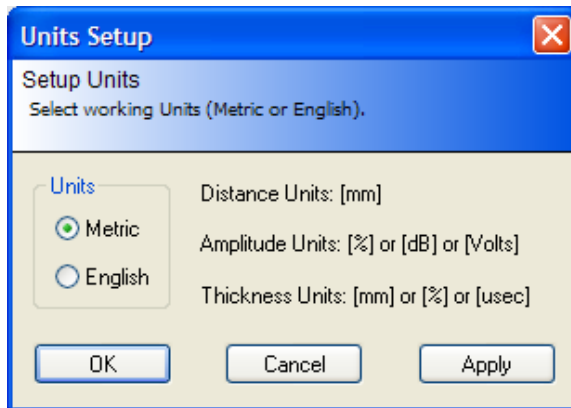 Units Setup
Setup Units
Select working Units (Metric or English).
Units
Metric
English
Distance Units: [mm]
Amplitude Units: [%] or [dB] or [Volts]
Thickness Units: [mm] or [%] or [usec]
OK
Cancel
Apply